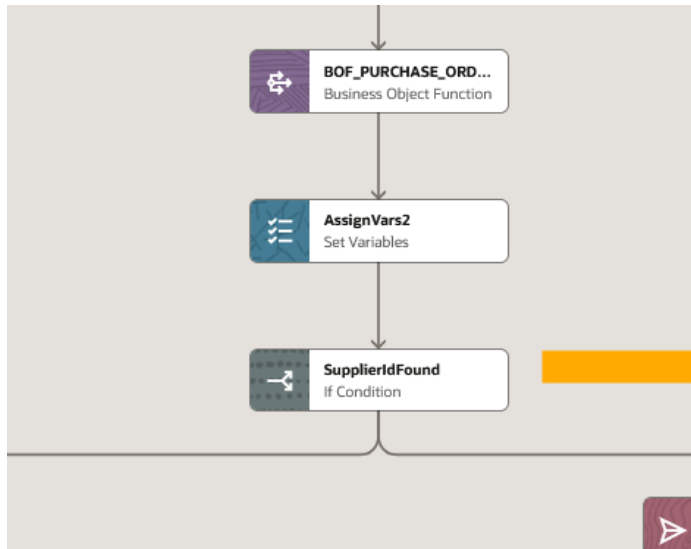 BOF_PURCHASE_ORD...
Business Object Function
AssignVars2
Set Variables
SupplierIdFound
If Condition